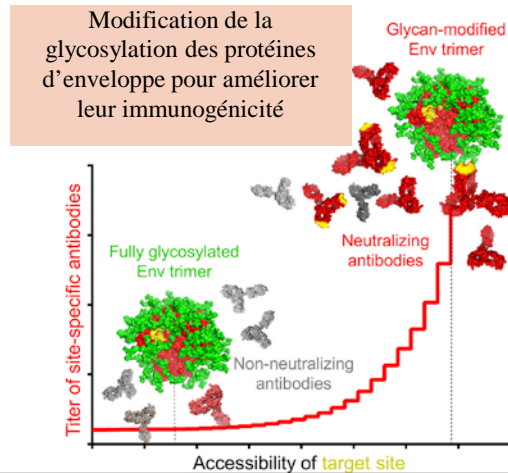 Modification de la
glycosylation des protéines
d’enveloppe pour améliorer
leur immunogénicité
Glycan-modified
Env trimer
Titer of site-specific antibodies
Fully glycosylated
Env trimer
Neutralizing
antibodies
Non-neutralizing
antibodies
Accessibility of target site